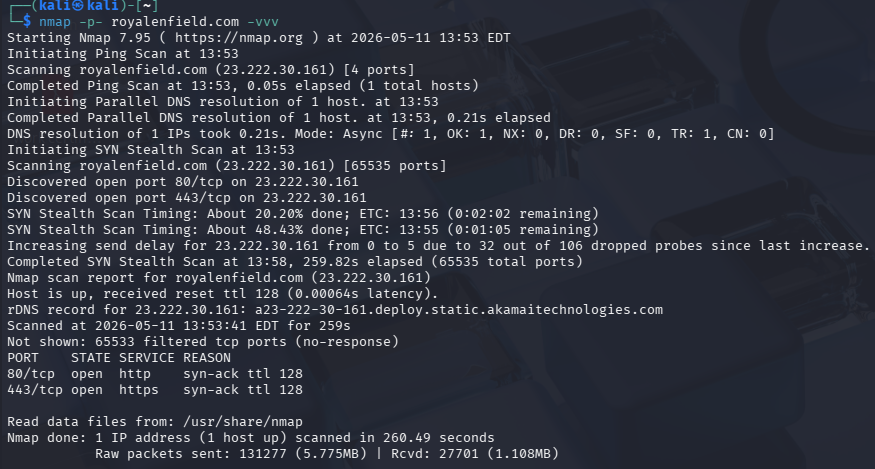 ┌──(kali㉿kali)-[~]
└─$ nmap -p- royalenfield.com -vvv
Starting Nmap 7.95 ( https://nmap.org ) at 2026-05-11 13:53 EDT
Initiating Ping Scan at 13:53
Scanning royalenfield.com (23.222.30.161) [4 ports]
Completed Ping Scan at 13:53, 0.05s elapsed (1 total hosts)
Initiating Parallel DNS resolution of 1 host. at 13:53
Completed Parallel DNS resolution of 1 host. at 13:53, 0.21s elapsed
DNS resolution of 1 IPs took 0.21s. Mode: Async [#: 1, OK: 1, NX: 0, DR: 0, SF: 0, TR: 1, CN: 0]
Initiating SYN Stealth Scan at 13:53
Scanning royalenfield.com (23.222.30.161) [65535 ports]
Discovered open port 80/tcp on 23.222.30.161
Discovered open port 443/tcp on 23.222.30.161
SYN Stealth Scan Timing: About 20.20% done; ETC: 13:56 (0:02:02 remaining)
SYN Stealth Scan Timing: About 48.43% done; ETC: 13:55 (0:01:05 remaining)
Increasing send delay for 23.222.30.161 from 0 to 5 due to 32 out of 106 dropped probes since last increase.
Completed SYN Stealth Scan at 13:58, 259.82s elapsed (65535 total ports)
Nmap scan report for royalenfield.com (23.222.30.161)
Host is up, received reset ttl 128 (0.00064s latency).
rDNS record for 23.222.30.161: a23-222-30-161.deploy.static.akamaitechnologies.com
Scanned at 2026-05-11 13:53:41 EDT for 259s
Not shown: 65533 filtered tcp ports (no-response)
PORT    STATE SERVICE REASON
80/tcp  open  http    syn-ack ttl 128
443/tcp open  https   syn-ack ttl 128
Read data files from: /usr/share/nmap
Nmap done: 1 IP address (1 host up) scanned in 260.49 seconds
Raw packets sent: 131277 (5.775MB) | Rcvd: 27701 (1.108MB)